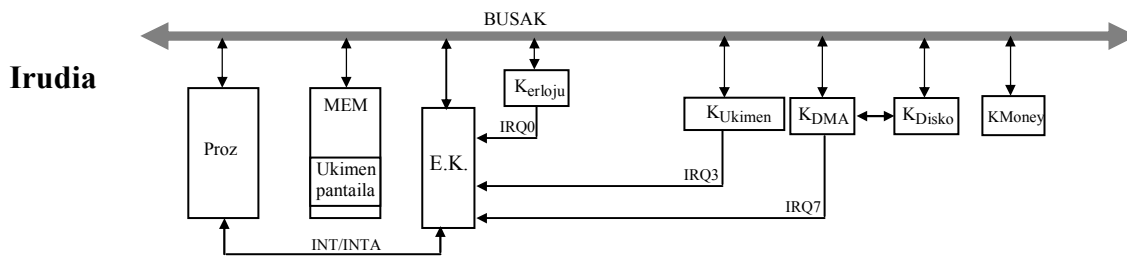 BUSAK
Irudia
Proz
MEM
Ukimen
pantaila
E.K.
Kerloju
IRQ0
KUkimen
IRQ3
KDMA
IRQ7
KDisko
KMoney
INT/INTA